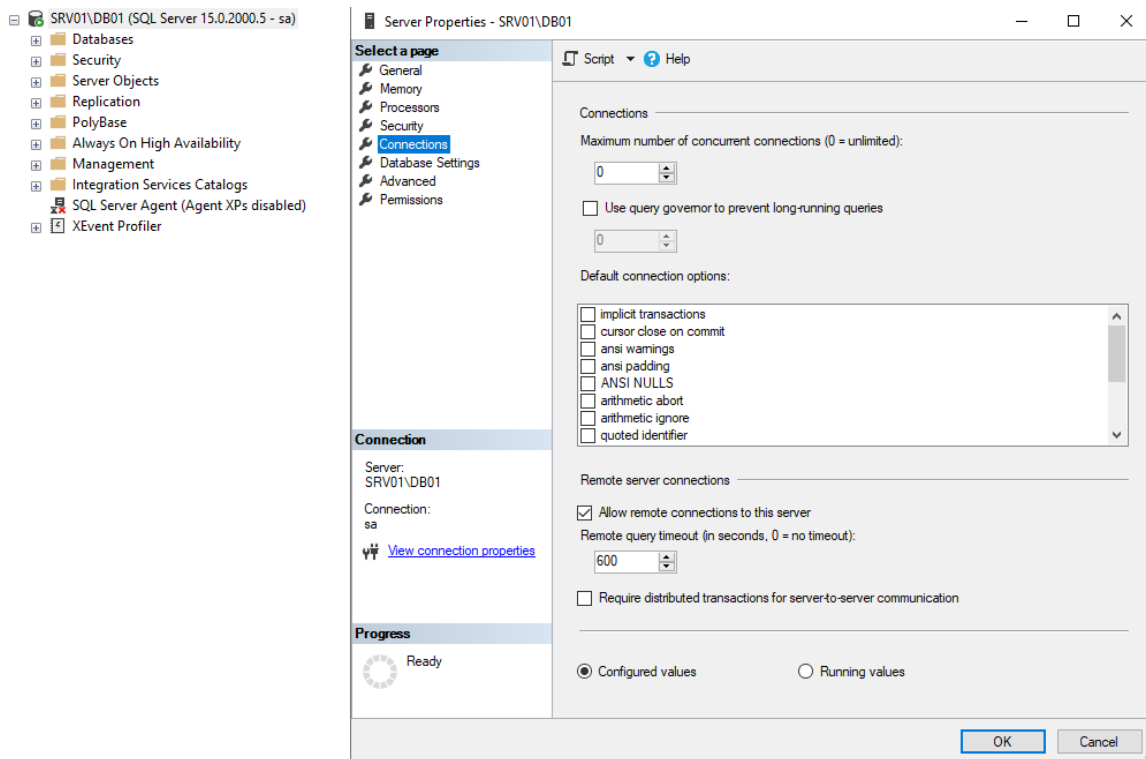 SRV01\DB01 (SQL Server 15.0.2000.5 - sa)
Databases
Security
Server Objects
Replication
PolyBase
Always On High Availability
Management
Integration Services Catalogs
SQL Server Agent (Agent XPs disabled)
XEvent Profiler
Server Properties - SRV01\DB01
Select a page
General
Memory
Processors
Security
Connections
Database Settings
Advanced
Permissions
Connection
Server:
SRV01\DB01
Connection:
sa
View connection properties
Progress
Ready
Script
Help
Connections
Maximum number of concurrent connections (0 = unlimited):
0
Use query governor to prevent long-running queries
0
Default connection options:
implicit transactions
cursor close on commit
ansi warnings
ansi padding
ANSI NULLS
arithmetic abort
arithmetic ignore
quoted identifier
Remote server connections
Allow remote connections to this server
Remote query timeout (in seconds, 0 = no timeout):
600
Require distributed transactions for server-to-server communication
Configured values
Running values
OK
Cancel